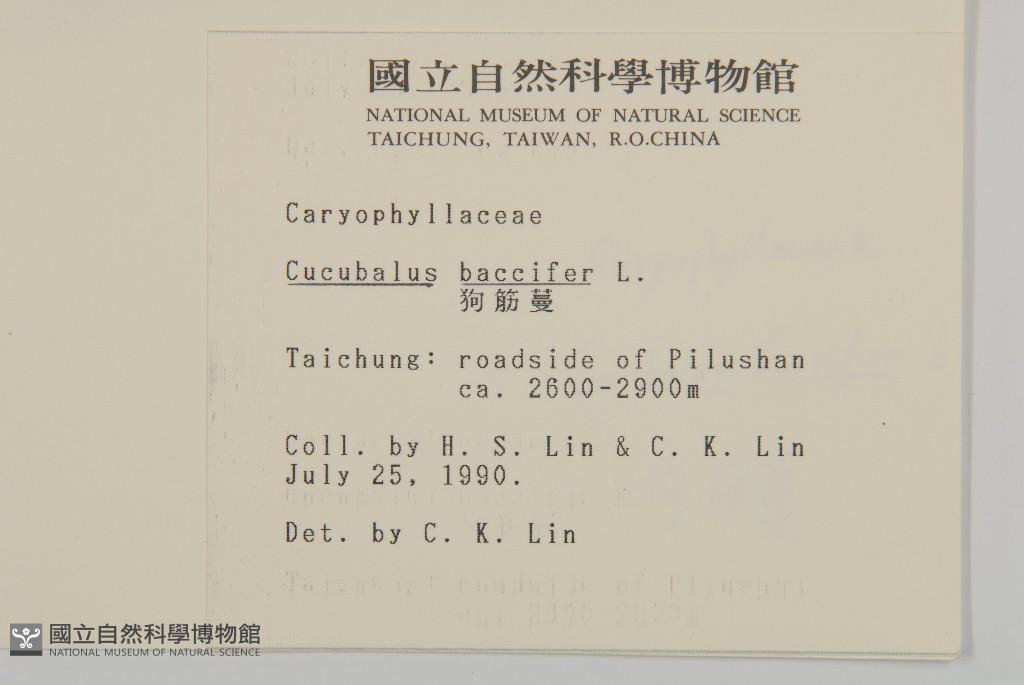 國立自然科學博物館
NATIONAL MUSEUM OF NATURAL SCIENCE
TAICHUNG, TAIWAN, R.O.CHINA
Caryophyllaceae
Cucubalus baccifer L.
狗筋蔓
Taichung: roadside of Pilushan
ca. 2600-2900m
Coll. by H. S. Lin & C. K. Lin
July 25, 1990.
Det. by C. K. Lin
國立自然科學博物館
NATIONAL MUSEUM OF NATURAL SCIENCE